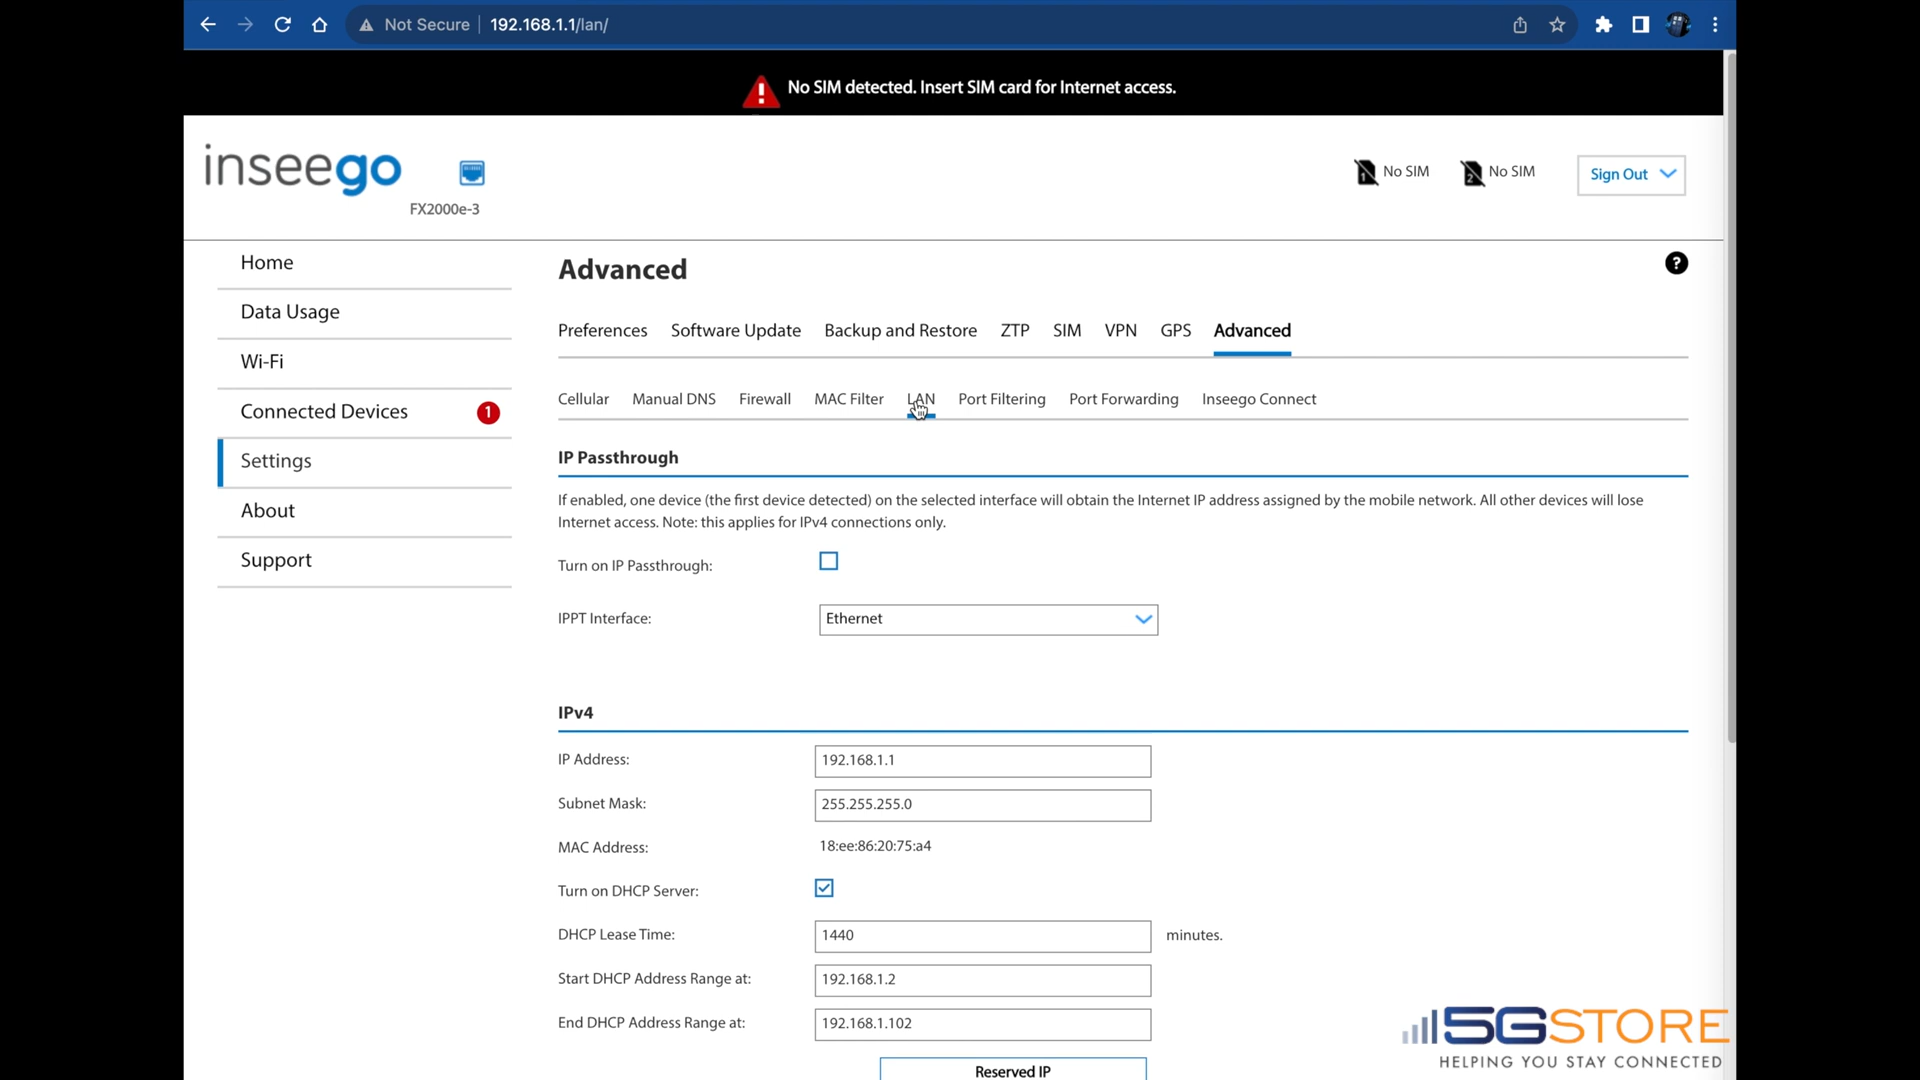 Not Secure 192.168.1.1/lan/
No SIM detected. Insert SIM card for Internet access.
inseego
FX2000e-3
1 No SIM 2 No SIM Sign Out
Home
Data Usage
Wi-Fi
Connected Devices 1
Settings
About
Support
Advanced ?
Preferences Software Update Backup and Restore ZTP SIM VPN GPS Advanced
Cellular Manual DNS Firewall MAC Filter LAN Port Filtering Port Forwarding Inseego Connect
IP Passthrough
If enabled, one device (the first device detected) on the selected interface will obtain the Internet IP address assigned by the mobile network. All other devices will lose
Internet access. Note: this applies for IPv4 connections only.
Turn on IP Passthrough:
IPPT Interface: Ethernet
IPv4
IP Address: 192.168.1.1
Subnet Mask: 255.255.255.0
MAC Address: 18:ee:86:20:75:a4
Turn on DHCP Server:
DHCP Lease Time: 1440 minutes.
Start DHCP Address Range at: 192.168.1.2
End DHCP Address Range at: 192.168.1.102
Reserved IP
5GSTORE
HELPING YOU STAY CONNECTED